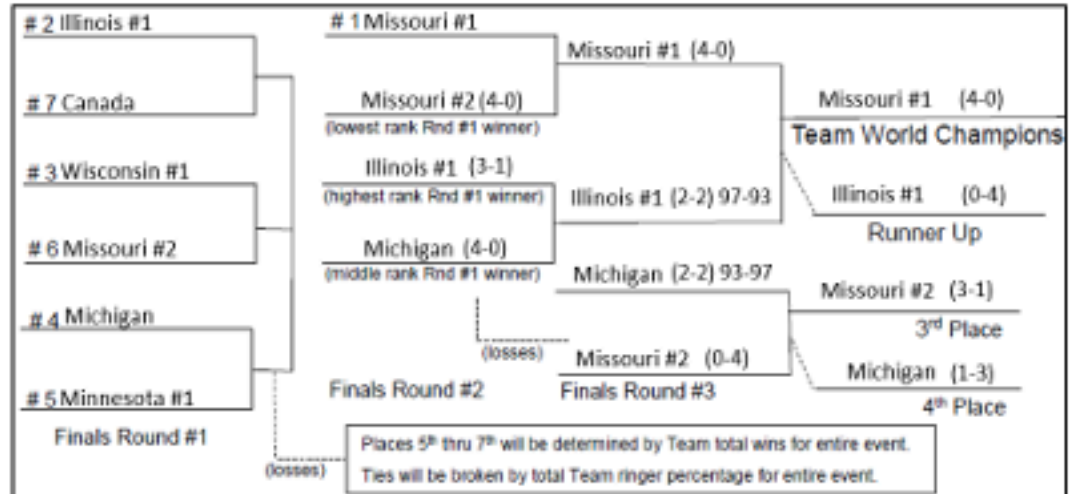 # 2 Illinois #1
# 7 Canada
# 3 Wisconsin #1
# 6 Missouri #2
# 4 Michigan
# 5 Minnesota #1
Finals Round #1
(losses)
# 1 Missouri #1
Missouri #2 (4-0)
(lowest rank Rnd #1 winner)
Illinois #1 (3-1)
(highest rank Rnd #1 winner)
Michigan (4-0)
(middle rank Rnd #1 winner)
(losses)
Finals Round #2
Missouri #1 (4-0)
Illinois #1 (2-2) 97-93
Michigan (2-2) 93-97
Missouri #2 (0-4)
Finals Round #3
Missouri #1 (4-0)
Team World Champions
Illinois #1 (0-4)
Runner Up
Missouri #2 (3-1)
3rd Place
Michigan (1-3)
4th Place
Places 5th thru 7th will be determined by Team total wins for entire event.
Ties will be broken by total Team ringer percentage for entire event.